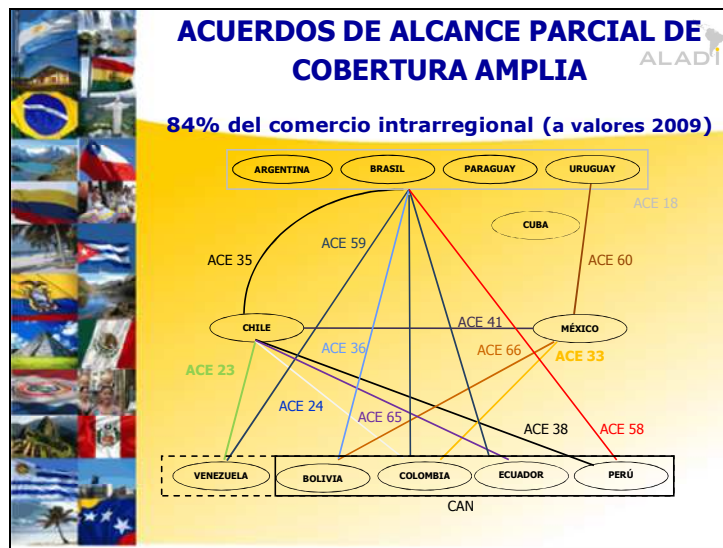 ACUERDOS DE ALCANCE PARCIAL DE
COBERTURA AMPLIA
ALADI
84% del comercio intrarregional (a valores 2009)
ARGENTINA BRASIL PARAGUAY URUGUAY
ACE 18
CUBA
ACE 59
ACE 35
ACE 60
CHILE
ACE 41
MÉXICO
ACE 36
ACE 66
ACE 33
ACE 23
ACE 24
ACE 65
ACE 38
ACE 58
VENEZUELA BOLIVIA COLOMBIA ECUADOR PERÚ
CAN